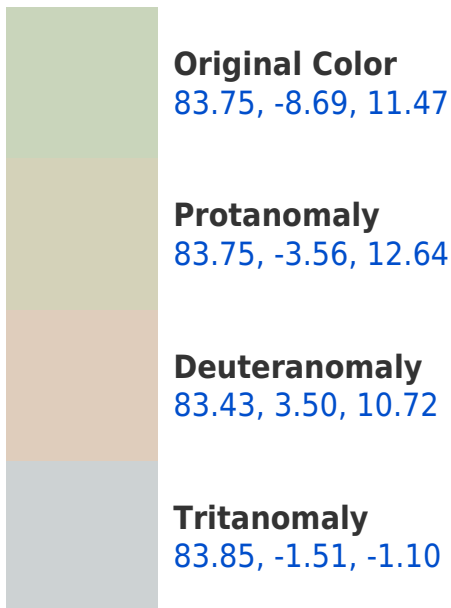 Original Color
83.75, -8.69, 11.47
Protanomaly
83.75, -3.56, 12.64
Deuteranomaly
83.43, 3.50, 10.72
Tritanomaly
83.85, -1.51, -1.10